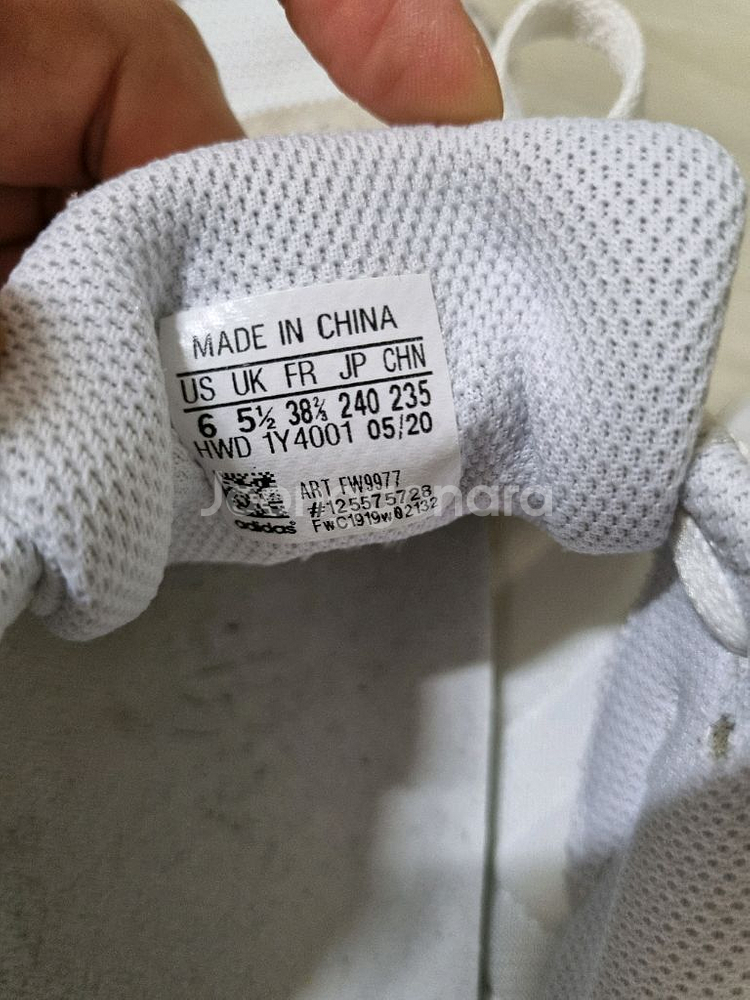 MADE IN CHINA
US UK FR JP CHN
6 5½ 38⅔ 240 235
HWD 1Y4001 05/20
ART FW9977
#125575728
FwC1919w02132
adidas